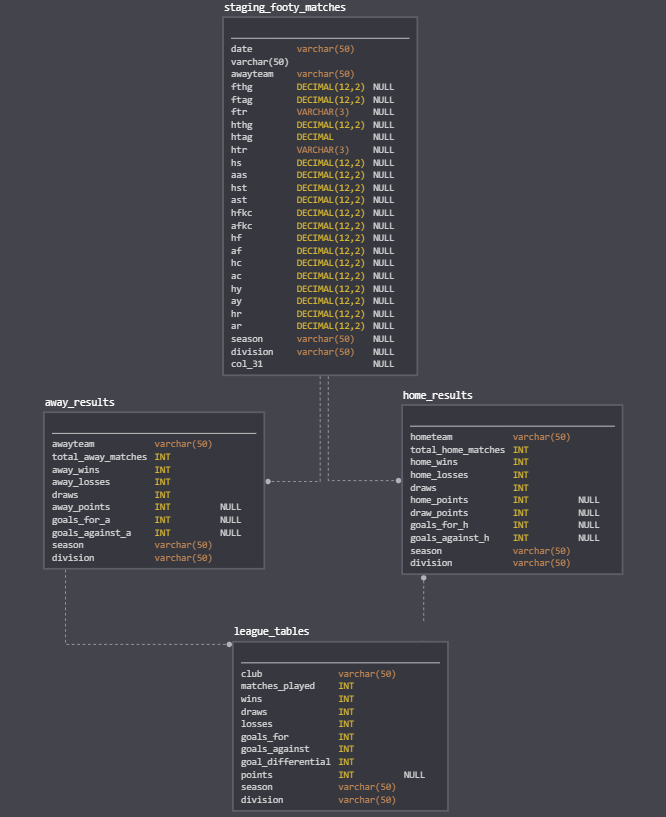 staging_footy_matches
date varchar(50)
varchar(50)
awayteam varchar(50)
fthg DECIMAL(12,2) NULL
ftag DECIMAL(12,2) NULL
ftr VARCHAR(3) NULL
hthg DECIMAL(12,2) NULL
htag DECIMAL NULL
htr VARCHAR(3) NULL
hs DECIMAL(12,2) NULL
aas DECIMAL(12,2) NULL
hst DECIMAL(12,2) NULL
ast DECIMAL(12,2) NULL
hfkc DECIMAL(12,2) NULL
afkc DECIMAL(12,2) NULL
hf DECIMAL(12,2) NULL
af DECIMAL(12,2) NULL
hc DECIMAL(12,2) NULL
ac DECIMAL(12,2) NULL
hy DECIMAL(12,2) NULL
ay DECIMAL(12,2) NULL
hr DECIMAL(12,2) NULL
ar DECIMAL(12,2) NULL
season varchar(50) NULL
division varchar(50) NULL
col_31 NULL
away_results
awayteam varchar(50)
total_away_matches INT
away_wins INT
away_losses INT
draws INT
away_points INT NULL
goals_for_a INT NULL
goals_against_a INT NULL
season varchar(50)
division varchar(50)
home_results
hometeam varchar(50)
total_home_matches INT
home_wins INT
home_losses INT
draws INT
home_points INT NULL
draw_points INT NULL
goals_for_h INT NULL
goals_against_h INT NULL
season varchar(50)
division varchar(50)
league_tables
club varchar(50)
matches_played INT
wins INT
draws INT
losses INT
goals_for INT
goals_against INT
goal_differential INT
points INT NULL
season varchar(50)
division varchar(50)